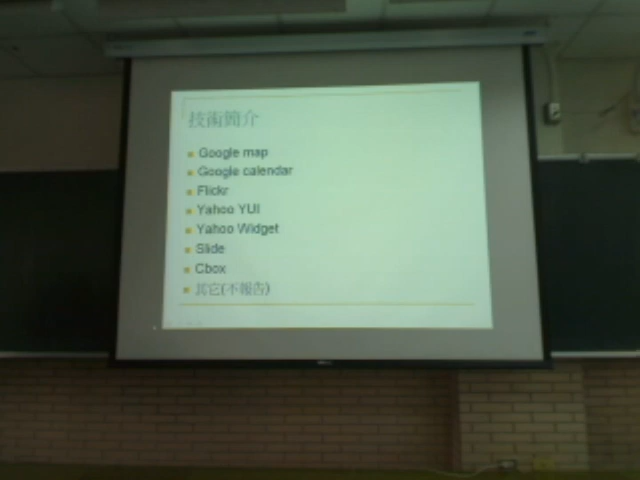 技術簡介
Google map
Google calendar
Flickr
Yahoo YUI
Yahoo Widget
Slide
Cbox
其它(不報告)